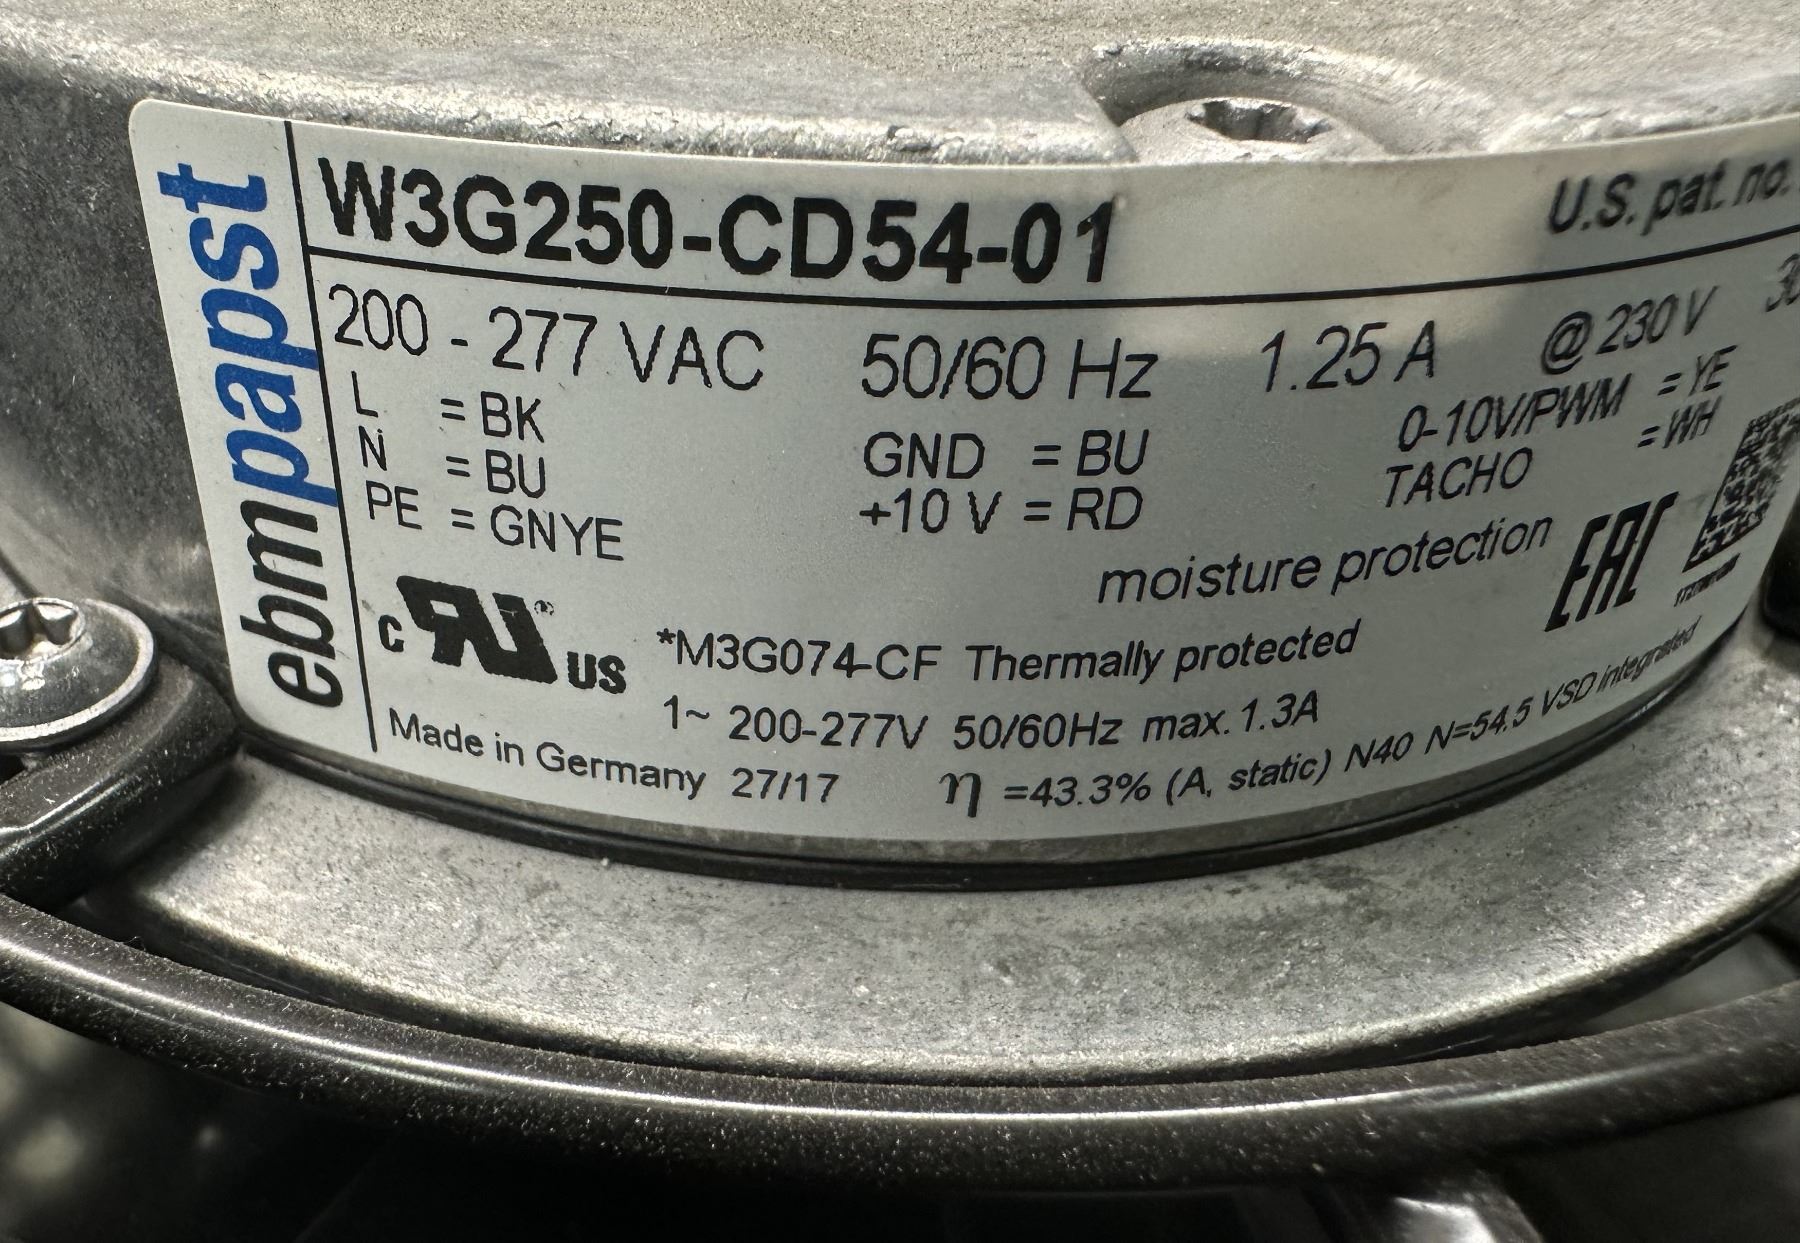 ebmpapst
W3G250-CD54-01 U.S. pat. no.
200 - 277 VAC 50/60 Hz 1.25 A @ 230 V
L = BK
N = BU
PE = GNYE
GND = BU
+10 V = RD
0-10V/PWM = YE
TACHO = WH
moisture protection
EAC
c RU ® US
*M3G074-CF Thermally protected
1~ 200-277V 50/60Hz max. 1.3A
Made in Germany 27/17 η =43.3% (A, static) N40 N=54.5 VSD integrated